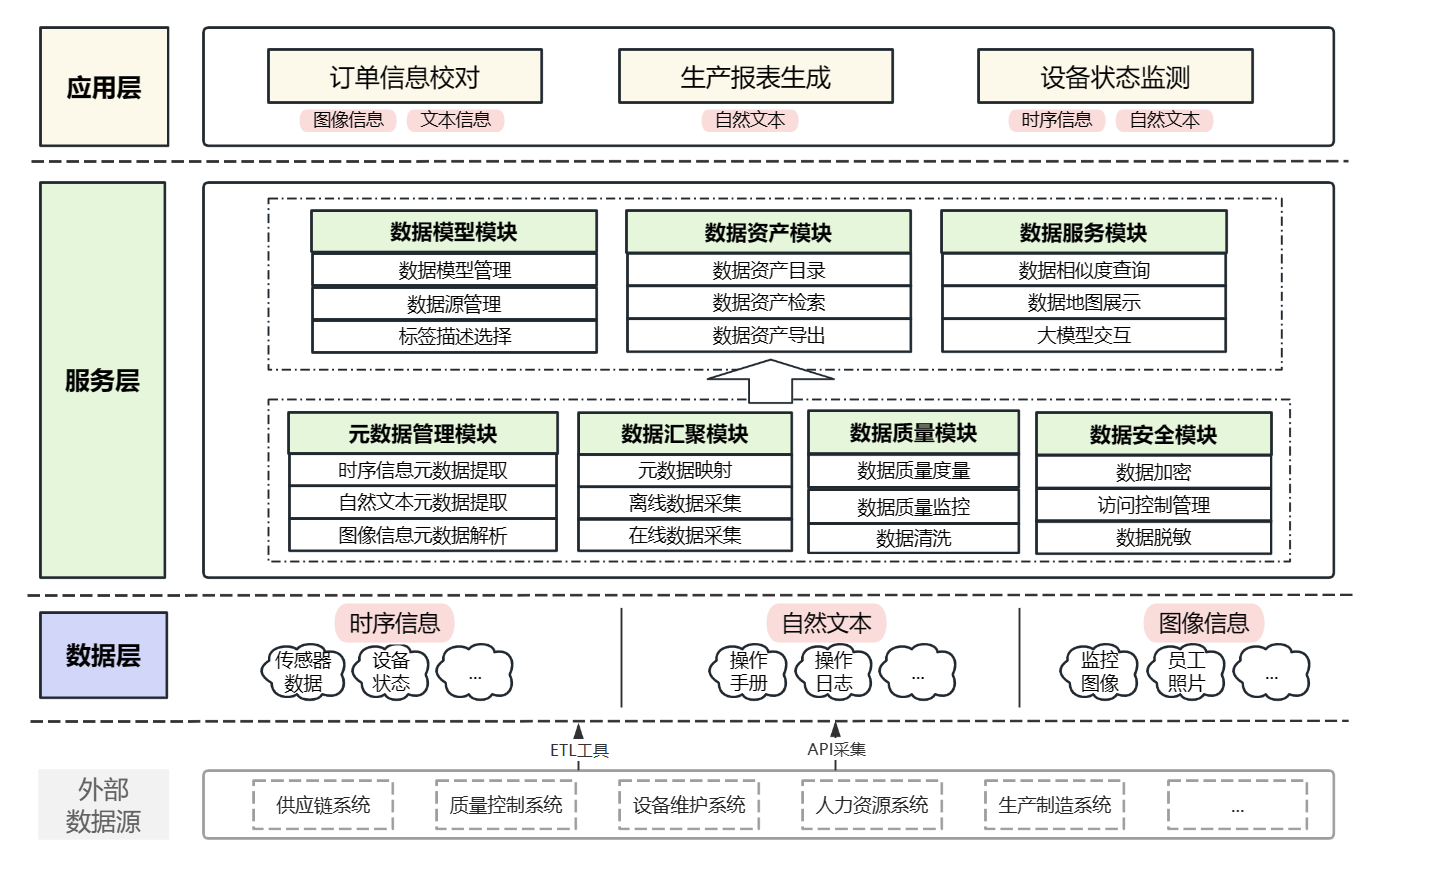 应用层
订单信息校对
图像信息 文本信息
生产报表生成
自然文本
设备状态监测
时序信息 自然文本
服务层
数据模型模块
数据模型管理
数据源管理
标签描述选择
数据资产模块
数据资产目录
数据资产检索
数据资产导出
数据服务模块
数据相似度查询
数据地图展示
大模型交互
元数据管理模块
时序信息元数据提取
自然文本元数据提取
图像信息元数据解析
数据汇聚模块
元数据映射
离线数据采集
在线数据采集
数据质量模块
数据质量度量
数据质量监控
数据清洗
数据安全模块
数据加密
访问控制管理
数据脱敏
数据层
时序信息
传感器
数据
设备
状态
...
自然文本
操作
手册
操作
日志
...
图像信息
监控
图像
员工
照片
...
ETL工具
API采集
外部
数据源
供应链系统
质量控制系统
设备维护系统
人力资源系统
生产制造系统
...